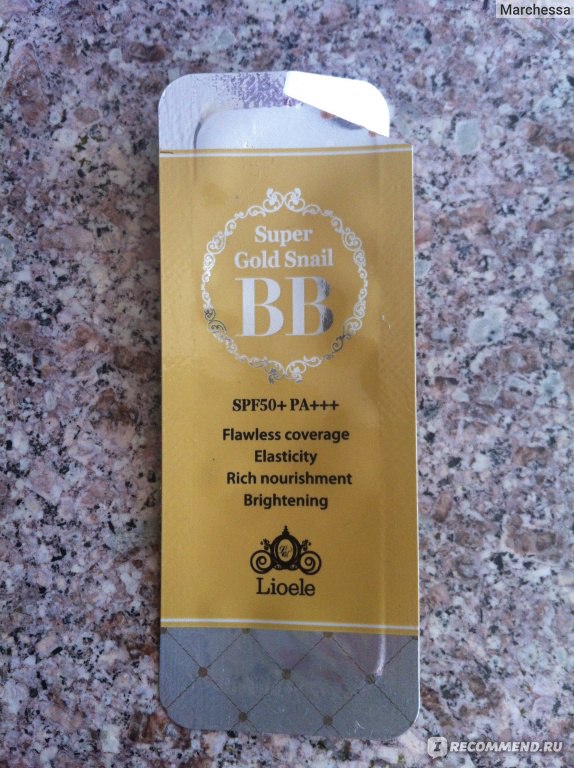 Marchessa
Super
Gold Snail
BB
SPF50+ PA+++
Flawless coverage
Elasticity
Rich nourishment
Brightening
Lioele
RECOMMEND.RU